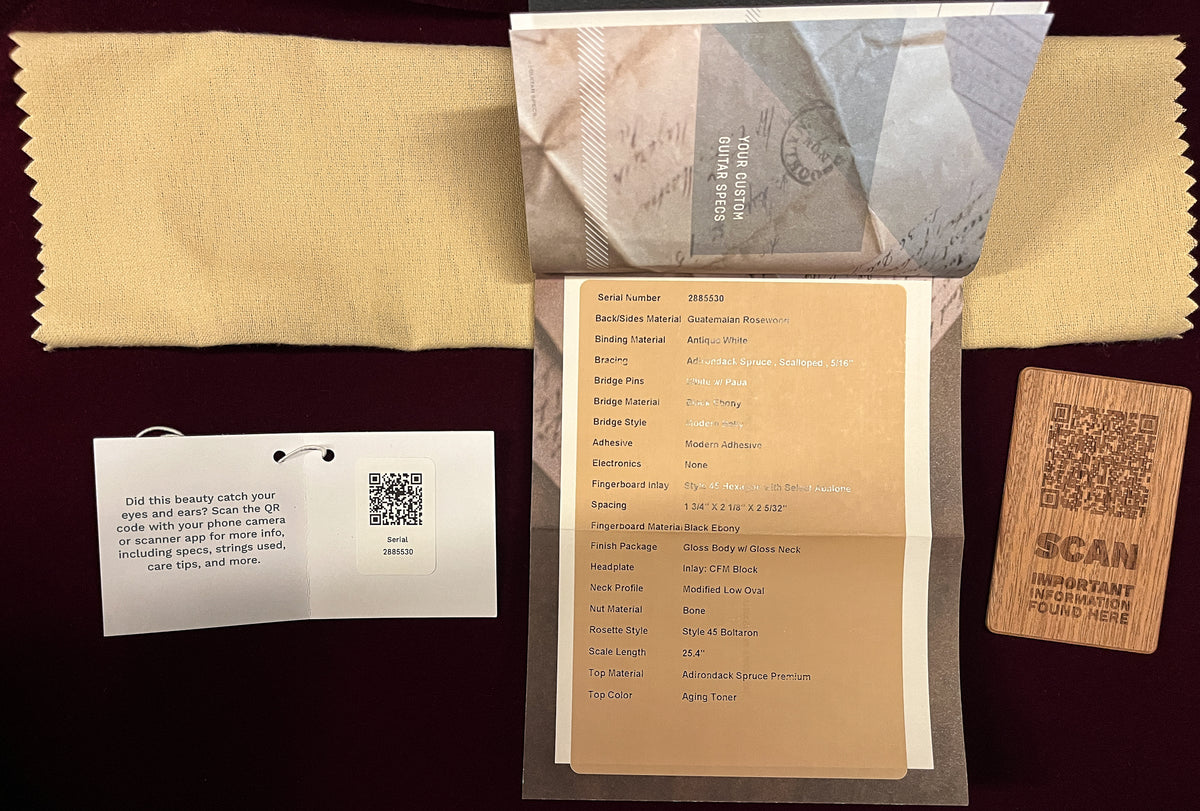 GUITAR SPECS
YOUR CUSTOM
GUITAR SPECS
Serial Number 2885530
Back/Sides Material Guatemalan Rosewood
Binding Material Antique White
Bracing Adirondack Spruce , Scalloped , 5/16"
Bridge Pins White w/ Paua
Bridge Material Black Ebony
Bridge Style Modern Belly
Adhesive Modern Adhesive
Electronics None
Fingerboard Inlay Style 45 Hexagon with Select Abalone
Spacing 1 3/4" X 2 1/8" X 2 5/32"
Fingerboard Material Black Ebony
Finish Package Gloss Body w/ Gloss Neck
Headplate Inlay: CFM Block
Neck Profile Modified Low Oval
Nut Material Bone
Rosette Style Style 45 Boltaron
Scale Length 25.4"
Top Material Adirondack Spruce Premium
Top Color Aging Toner
Did this beauty catch your
eyes and ears? Scan the QR
code with your phone camera
or scanner app for more info,
including specs, strings used,
care tips, and more.
Serial
2885530
SCAN
IMPORTANT
INFORMATION
FOUND HERE